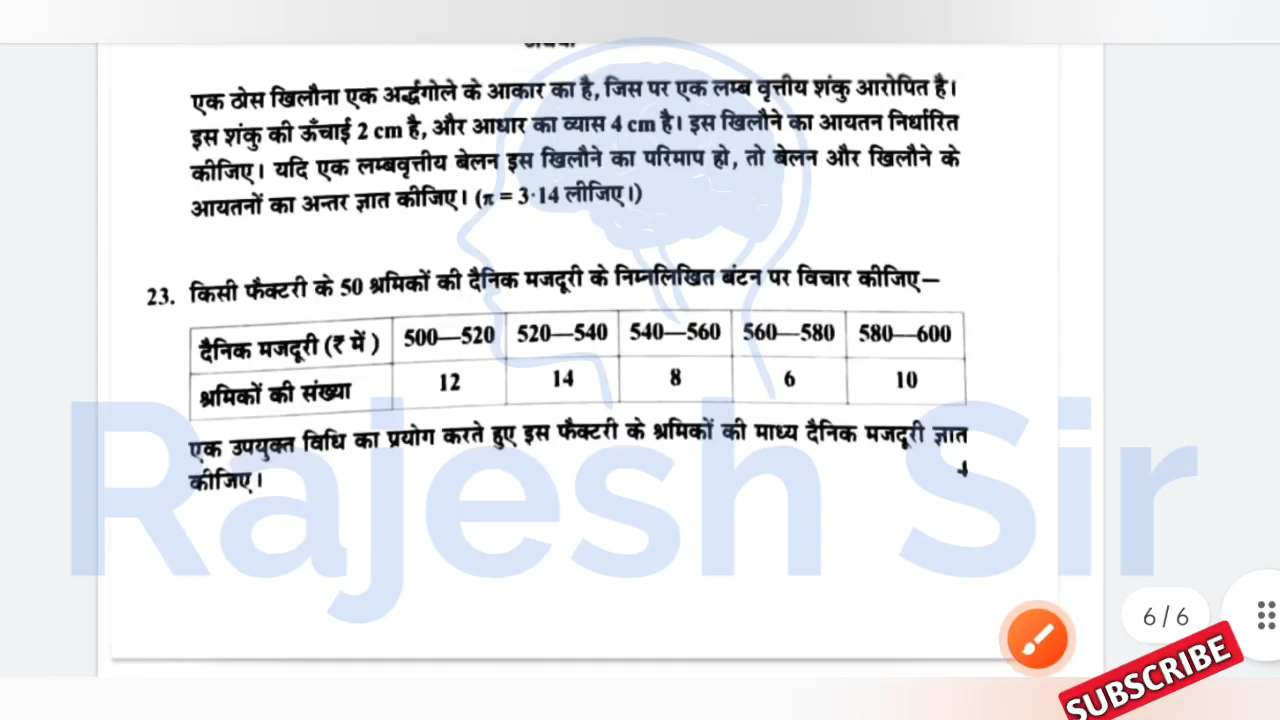 अथवा
एक ठोस खिलौना एक अर्द्धगोले के आकार का है, जिस पर एक लम्ब वृत्तीय शंकु आरोपित है।
इस शंकु की ऊँचाई 2 cm है, और आधार का व्यास 4 cm है। इस खिलौने का आयतन निर्धारित
कीजिए। यदि एक लम्बवृत्तीय बेलन इस खिलौने का परिमाप हो, तो बेलन और खिलौने के
आयतनों का अन्तर ज्ञात कीजिए। (π = 3·14 लीजिए।)
23. किसी फैक्टरी के 50 श्रमिकों की दैनिक मजदूरी के निम्नलिखित बंटन पर विचार कीजिए—
दैनिक मजदूरी (₹ में ) 500—520 520—540 540—560 560—580 580—600
श्रमिकों की संख्या 12 14 8 6 10
एक उपयुक्त विधि का प्रयोग करते हुए इस फैक्टरी के श्रमिकों की माध्य दैनिक मजदूरी ज्ञात
कीजिए। 4
Rajesh Sir
6 / 6
SUBSCRIBE